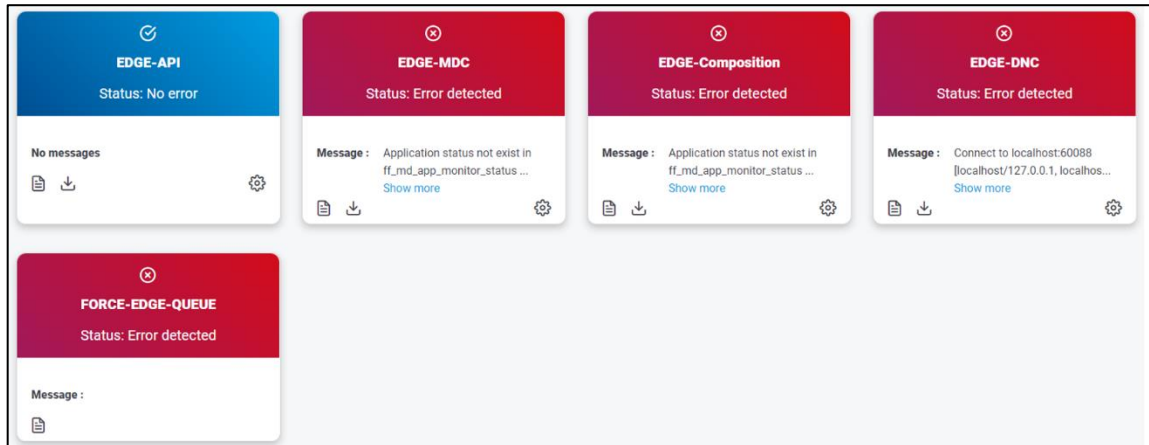 EDGE-API
Status: No error
No messages
EDGE-MDC
Status: Error detected
Message : Application status not exist in
ff_md_app_monitor_status ...
Show more
EDGE-Composition
Status: Error detected
Message : Application status not exist in
ff_md_app_monitor_status ...
Show more
EDGE-DNC
Status: Error detected
Message : Connect to localhost:60088
[localhost/127.0.0.1, localhos...
Show more
FORCE-EDGE-QUEUE
Status: Error detected
Message :